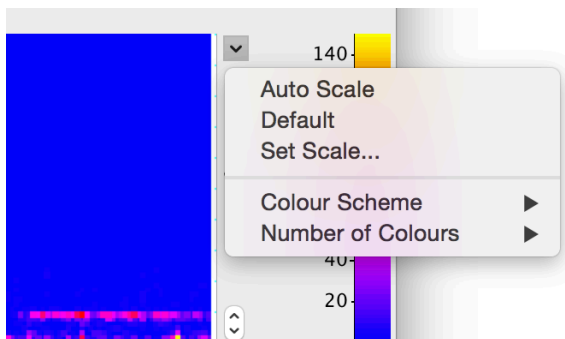 140
Auto Scale
Default
Set Scale...
Colour Scheme
Number of Colours
40
20